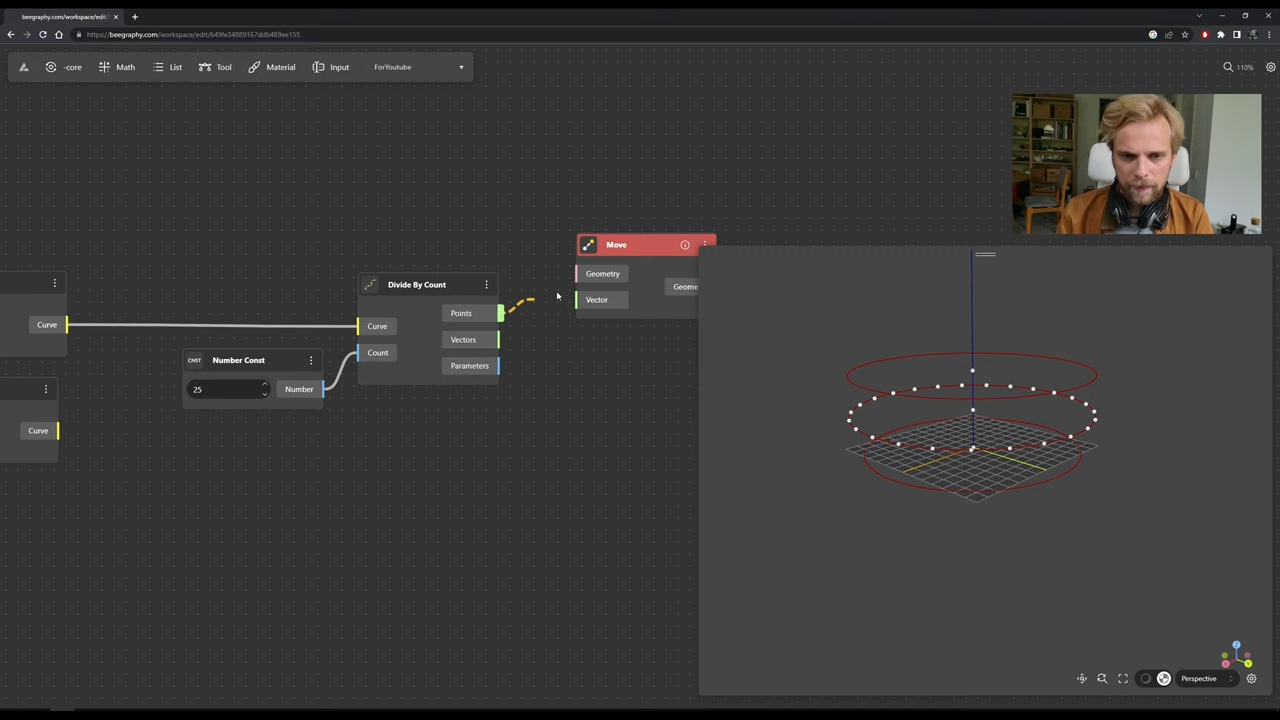 beegraphy.com/workspace/edit/
https://beegraphy.com/workspace/edit/649fe34889167ddb489ee155
-core
Math
List
Tool
Material
Input
ForYoutube
110%
Move
Geometry
Vector
Geome
Divide By Count
Points
Curve
Vectors
Count
Parameters
Curve
CNST
Number Const
25
Number
Curve
Z
X
Y
Perspective